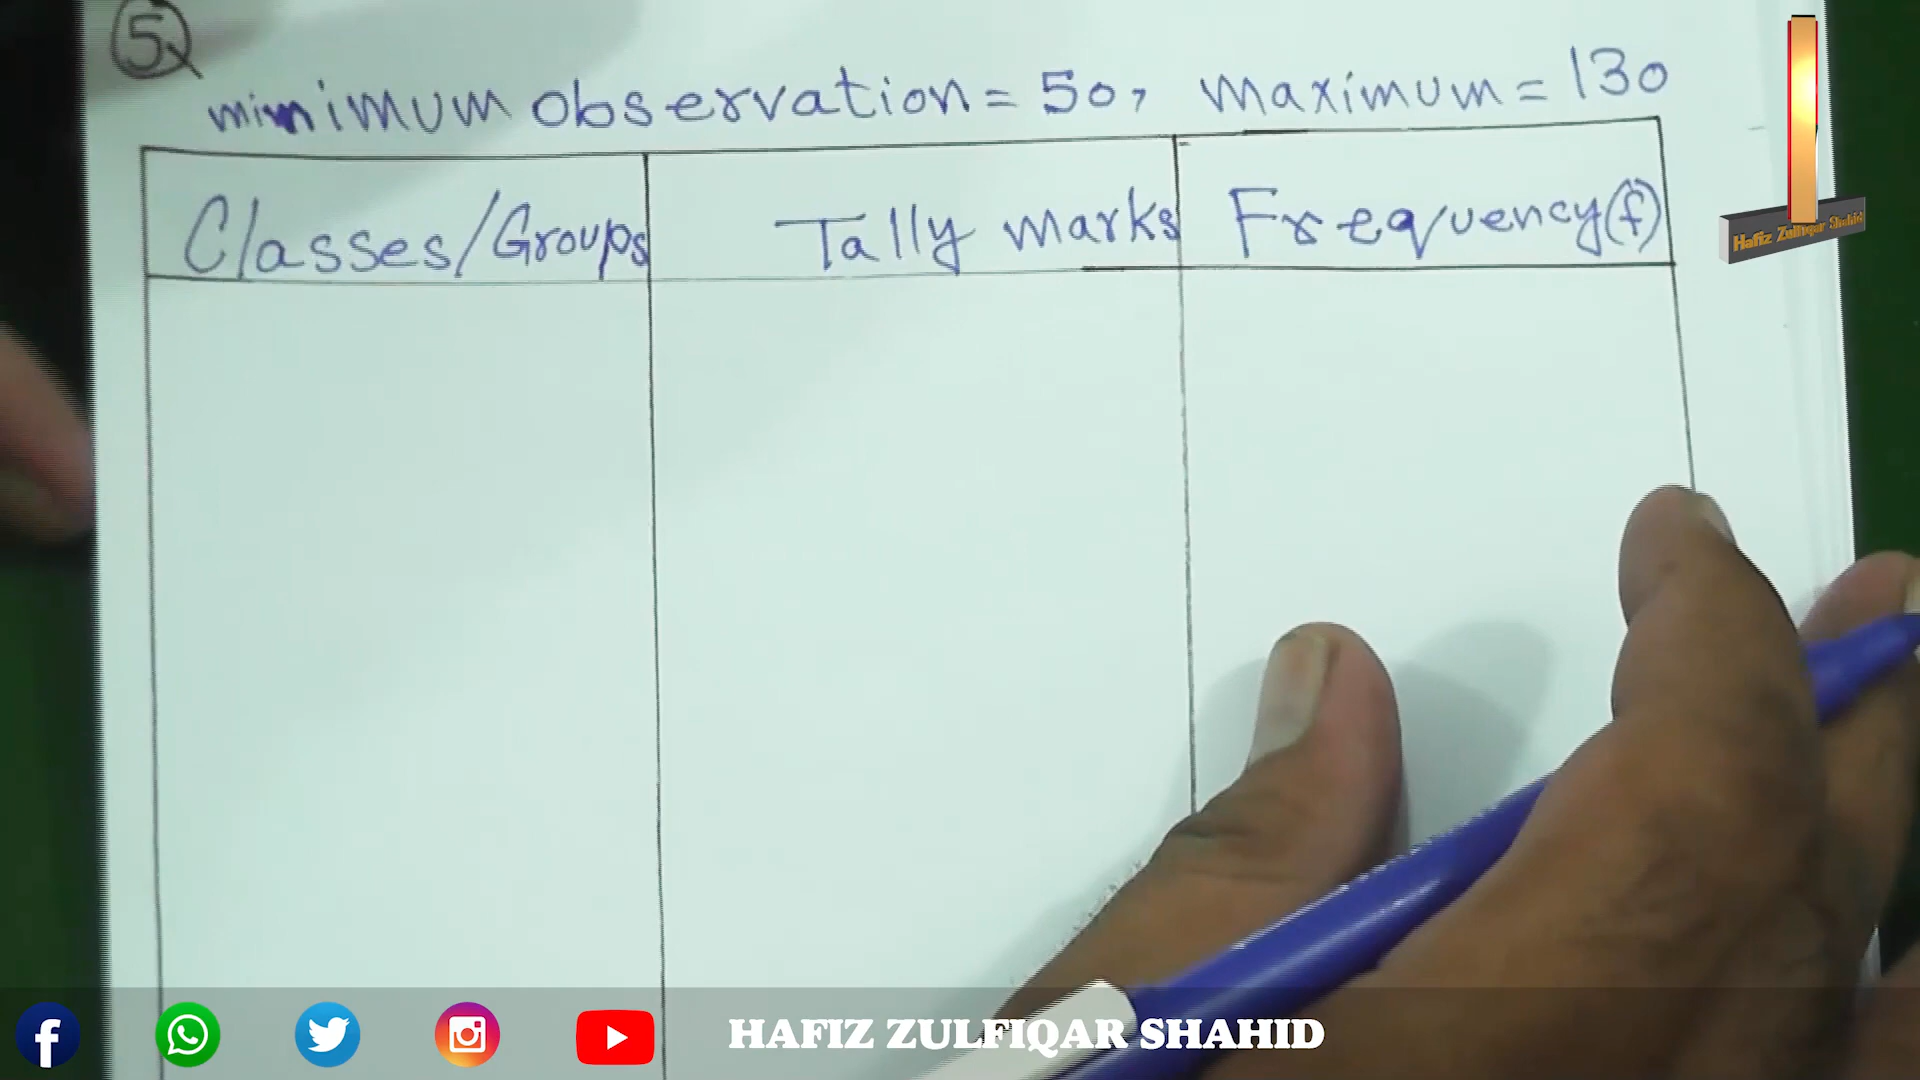 5
minimum observation = 50, maximum = 130
Classes/Groups Tally marks Frequency(f)
Hafiz Zulfiqar Shahid
HAFIZ ZULFIQAR SHAHID